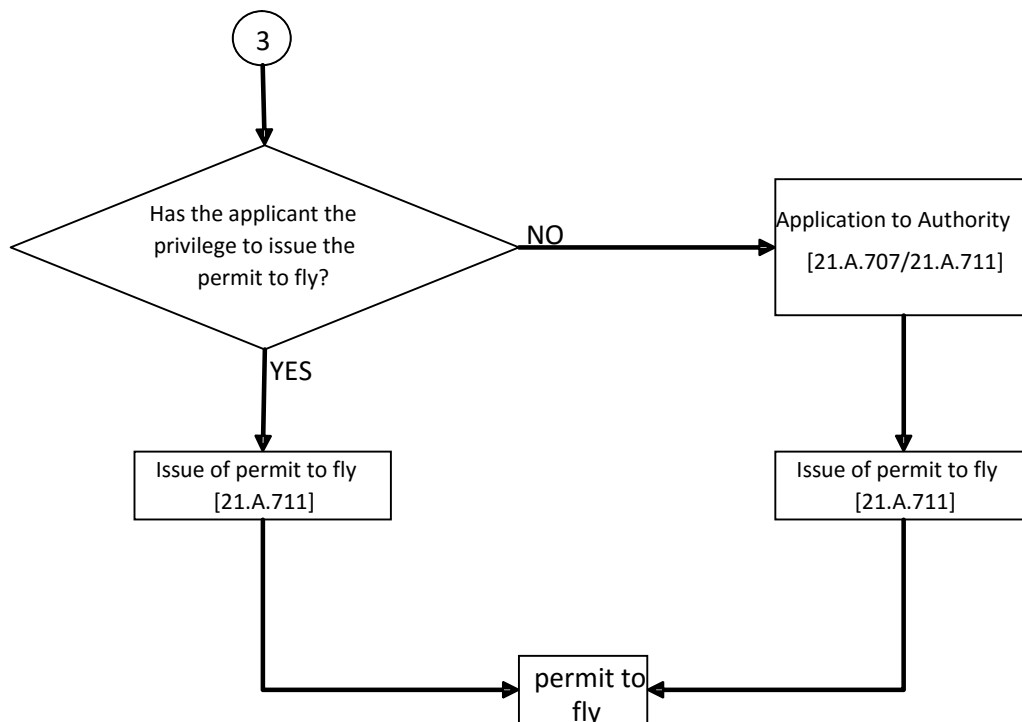 3
Has the applicant the
privilege to issue the
permit to fly?
NO
Application to Authority
[21.A.707/21.A.711]
YES
Issue of permit to fly
[21.A.711]
Issue of permit to fly
[21.A.711]
permit to
fly